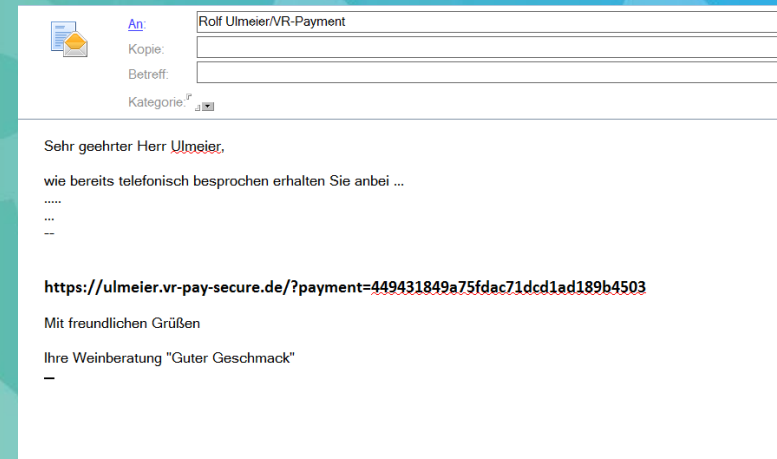 An:
Rolf Ulmeier/VR-Payment
Kopie:
Betreff:
Kategorie:
Sehr geehrter Herr Ulmeier,
wie bereits telefonisch besprochen erhalten Sie anbei ...
.....
...
--
https://ulmeier.vr-pay-secure.de/?payment=449431849a75fdac71dcd1ad189b4503
Mit freundlichen Grüßen
Ihre Weinberatung "Guter Geschmack"
--